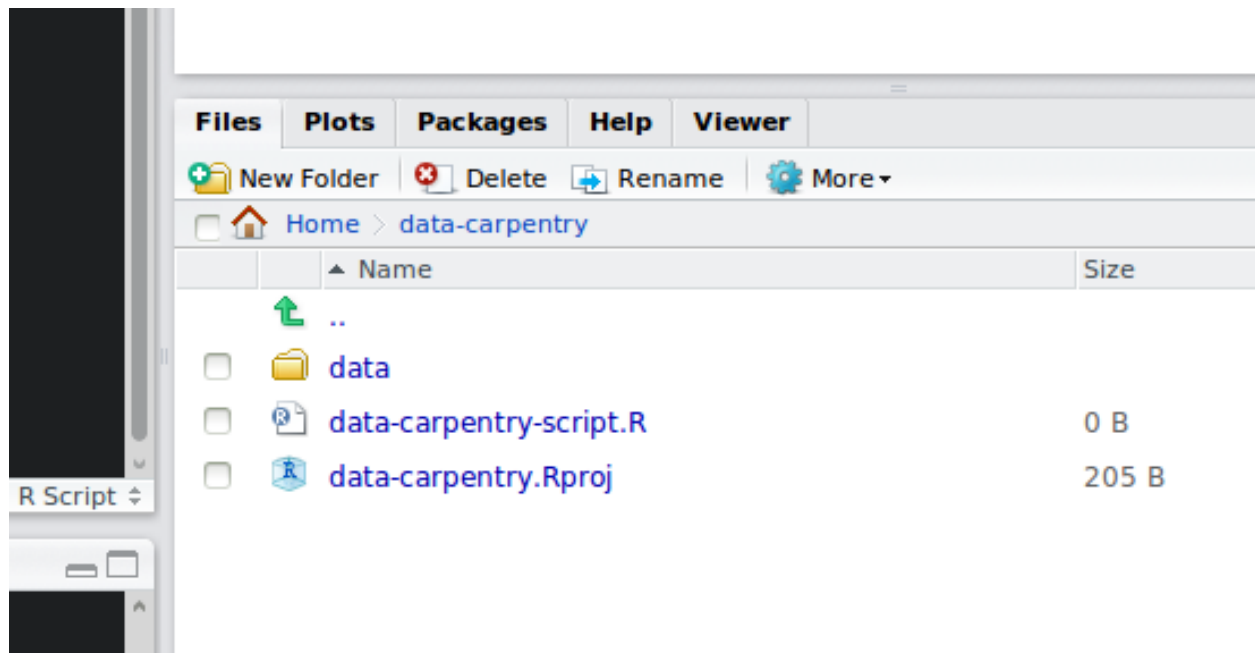 Files Plots Packages Help Viewer
New Folder Delete Rename More
Home > data-carpentry
Name Size
..
data
data-carpentry-script.R 0 B
data-carpentry.Rproj 205 B
R Script